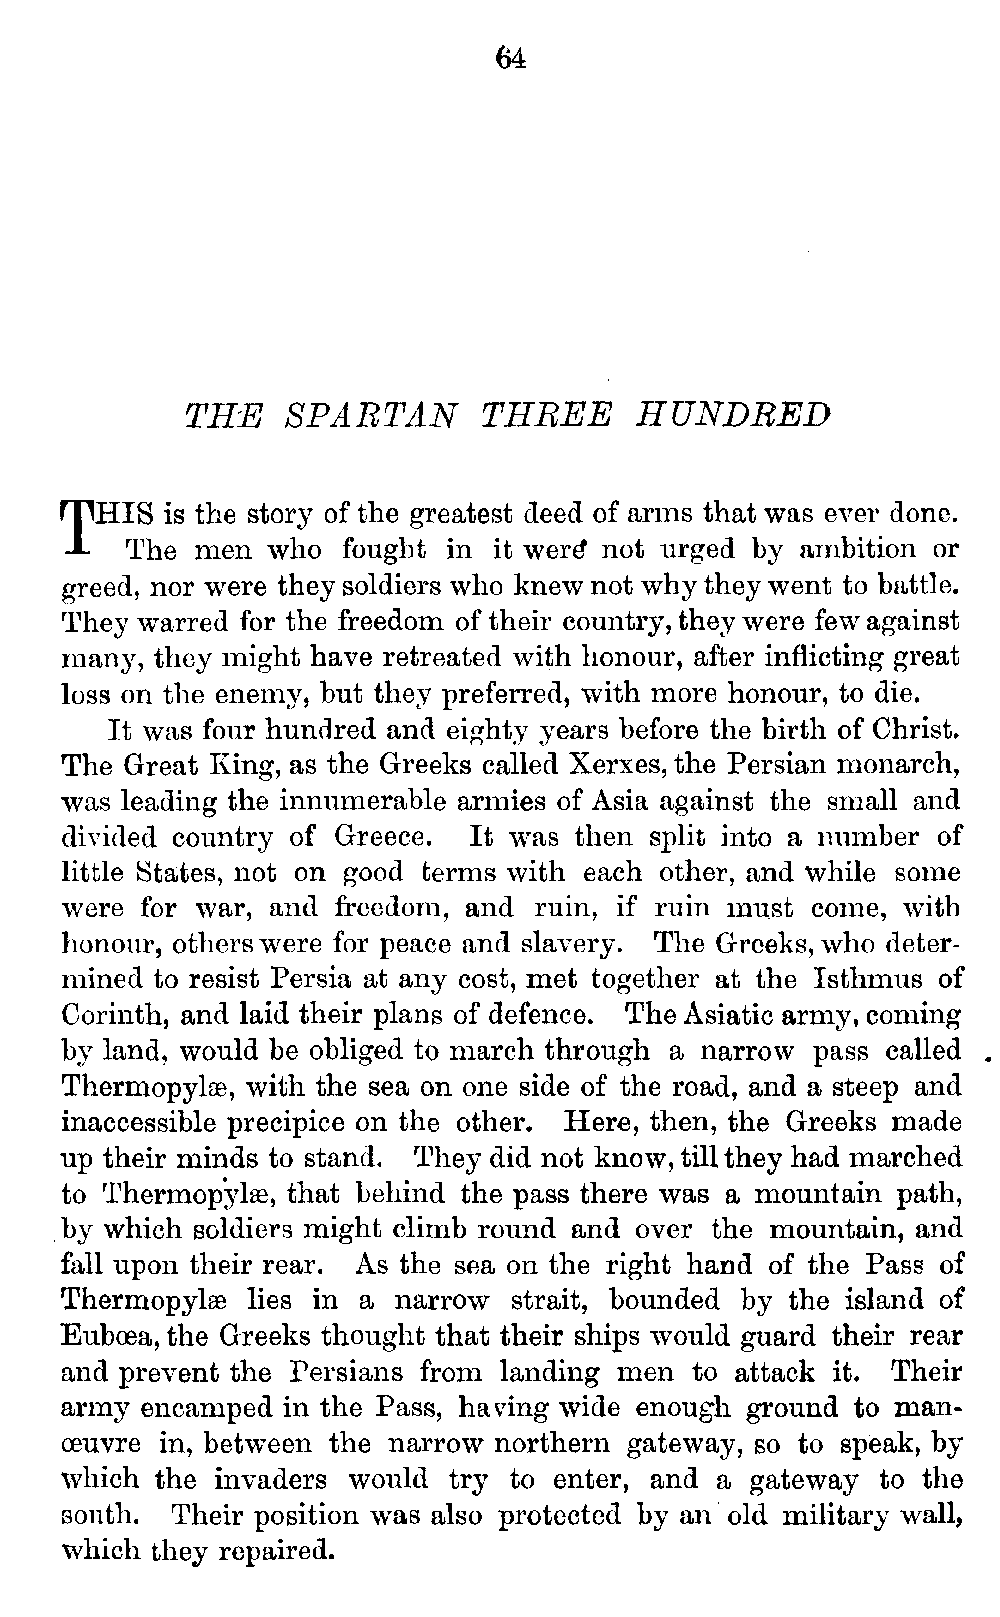 64
THE SPARTAN THREE HUNDRED
THIS is the story of the greatest deed of arms that was ever done.
The men who fought in it were not urged by ambition or
greed, nor were they soldiers who knew not why they went to battle.
They warred for the freedom of their country, they were few against
many, they might have retreated with honour, after inflicting great
loss on the enemy, but they preferred, with more honour, to die.
It was four hundred and eighty years before the birth of Christ.
The Great King, as the Greeks called Xerxes, the Persian monarch,
was leading the innumerable armies of Asia against the small and
divided country of Greece. It was then split into a number of
little States, not on good terms with each other, and while some
were for war, and freedom, and ruin, if ruin must come, with
honour, others were for peace and slavery. The Greeks, who deter-
mined to resist Persia at any cost, met together at the Isthmus of
Corinth, and laid their plans of defence. The Asiatic army, coming
by land, would be obliged to march through a narrow pass called
Thermopylæ, with the sea on one side of the road, and a steep and
inaccessible precipice on the other. Here, then, the Greeks made
up their minds to stand. They did not know, till they had marched
to Thermopylæ, that behind the pass there was a mountain path,
by which soldiers might climb round and over the mountain, and
fall upon their rear. As the sea on the right hand of the Pass of
Thermopylæ lies in a narrow strait, bounded by the island of
Eubœa, the Greeks thought that their ships would guard their rear
and prevent the Persians from landing men to attack it. Their
army encamped in the Pass, having wide enough ground to man-
œuvre in, between the narrow northern gateway, so to speak, by
which the invaders would try to enter, and a gateway to the
south. Their position was also protected by an old military wall,
which they repaired.